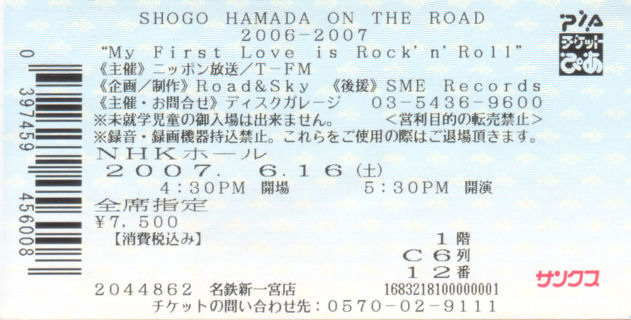 SHOGO HAMADA ON THE ROAD
2006-2007
"My First Love is Rock'n'Roll"
PIA
チケット
ぴあ
《主催》ニッポン放送/T-FM
《企画/制作》Road&Sky 《後援》SME Records
《主催・お問合せ》ディスクガレージ 03-5436-9600
※未就学児童の御入場は出来ません。 <営利目的の転売禁止>
※録音・録画機器持込禁止。これらをご使用の際はご退場頂きます。
NHKホール
2007. 6.16(土)
4:30PM 開場 5:30PM 開演
全席指定
¥7,500
【消費税込み】
1階
C6列
12番
サンクス
2044862 名鉄新一宮店 1683218100000001
チケットの問い合わせ先:0570-02-9111
0 397459 456008